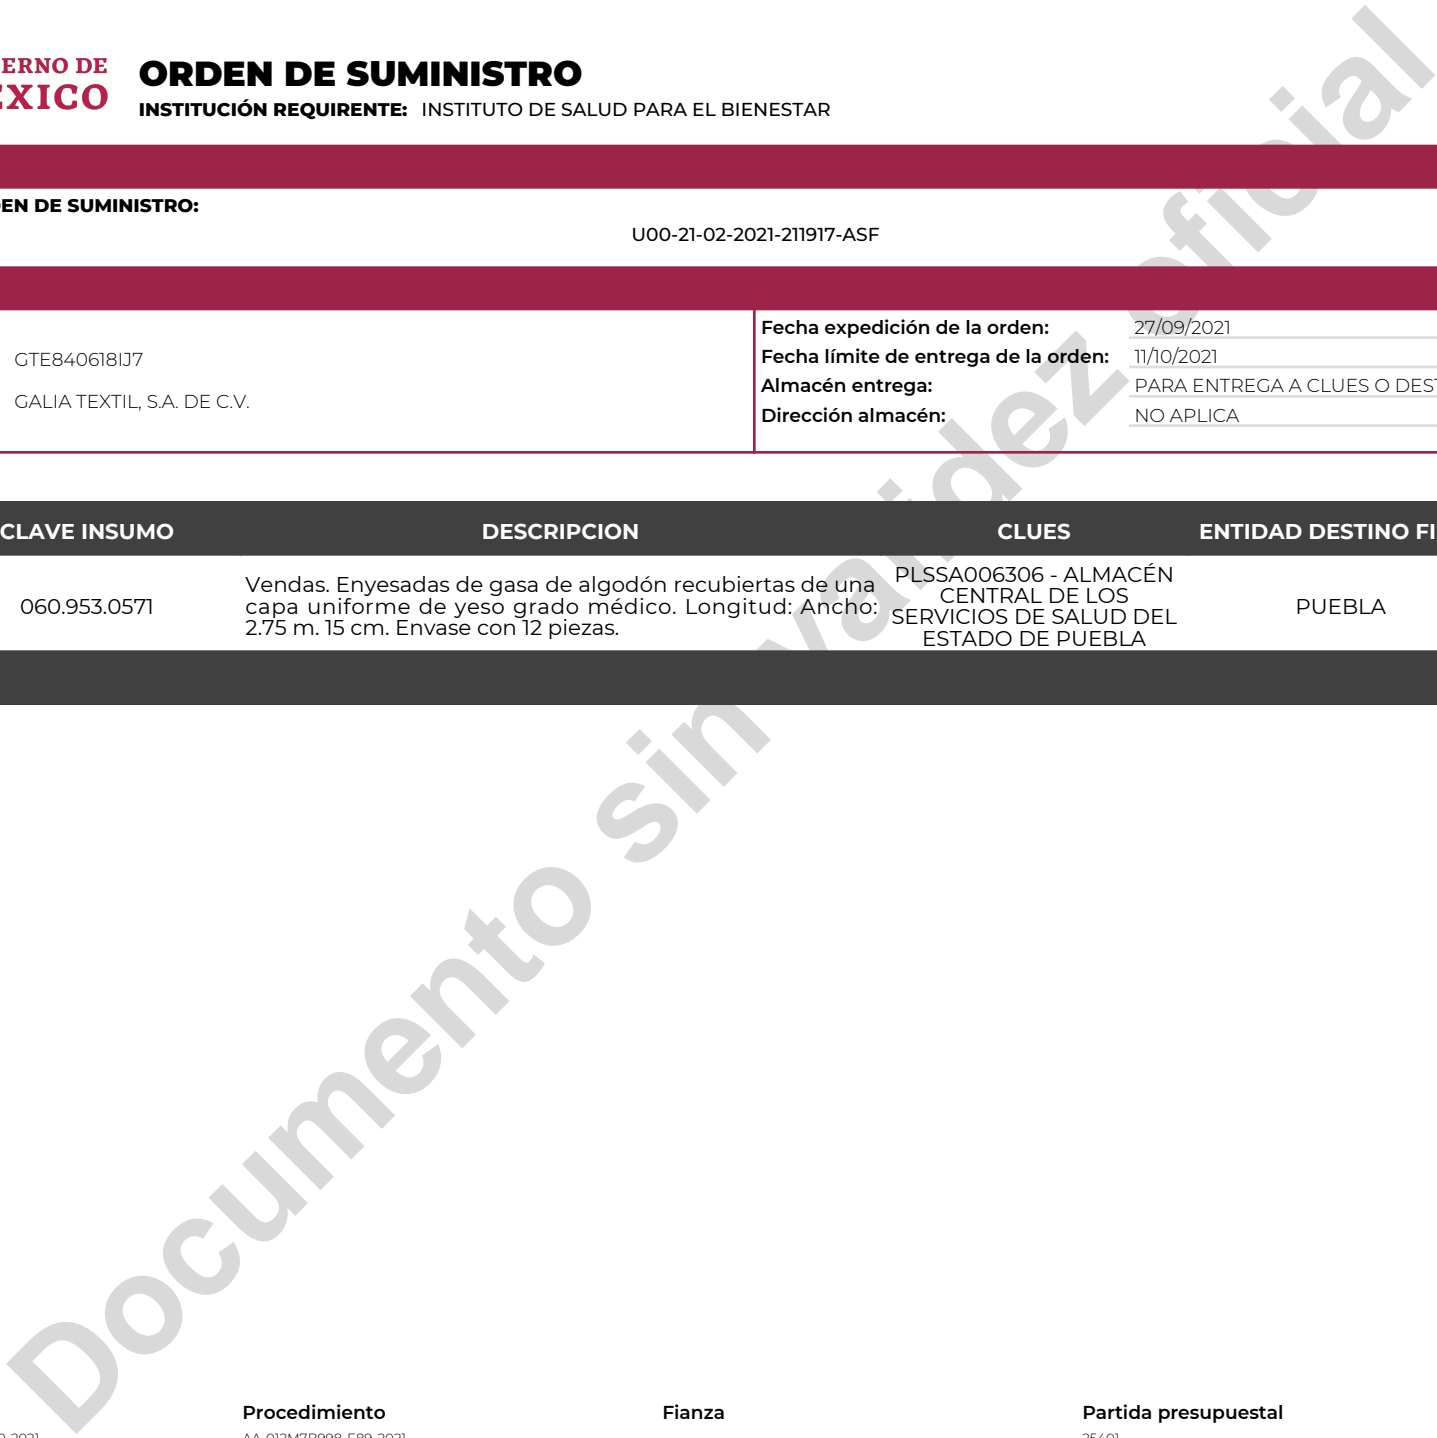 ERNO DE
EXICO
ORDEN DE SUMINISTRO
INSTITUCIÓN REQUIRENTE: INSTITUTO DE SALUD PARA EL BIENESTAR
EN DE SUMINISTRO:
U00-21-02-2021-211917-ASF
GTE840618IJ7
GALIA TEXTIL, S.A. DE C.V.
Fecha expedición de la orden: 27/09/2021
Fecha límite de entrega de la orden: 11/10/2021
Almacén entrega: PARA ENTREGA A CLUES O DEST
Dirección almacén: NO APLICA
CLAVE INSUMO DESCRIPCION CLUES ENTIDAD DESTINO FI
060.953.0571
Vendas. Enyesadas de gasa de algodón recubiertas de una
capa uniforme de yeso grado médico. Longitud: Ancho:
2.75 m. 15 cm. Envase con 12 piezas.
PLSSA006306 - ALMACÉN
CENTRAL DE LOS
SERVICIOS DE SALUD DEL
ESTADO DE PUEBLA
PUEBLA
Documento sin validez oficial
Procedimiento Fianza Partida presupuestal